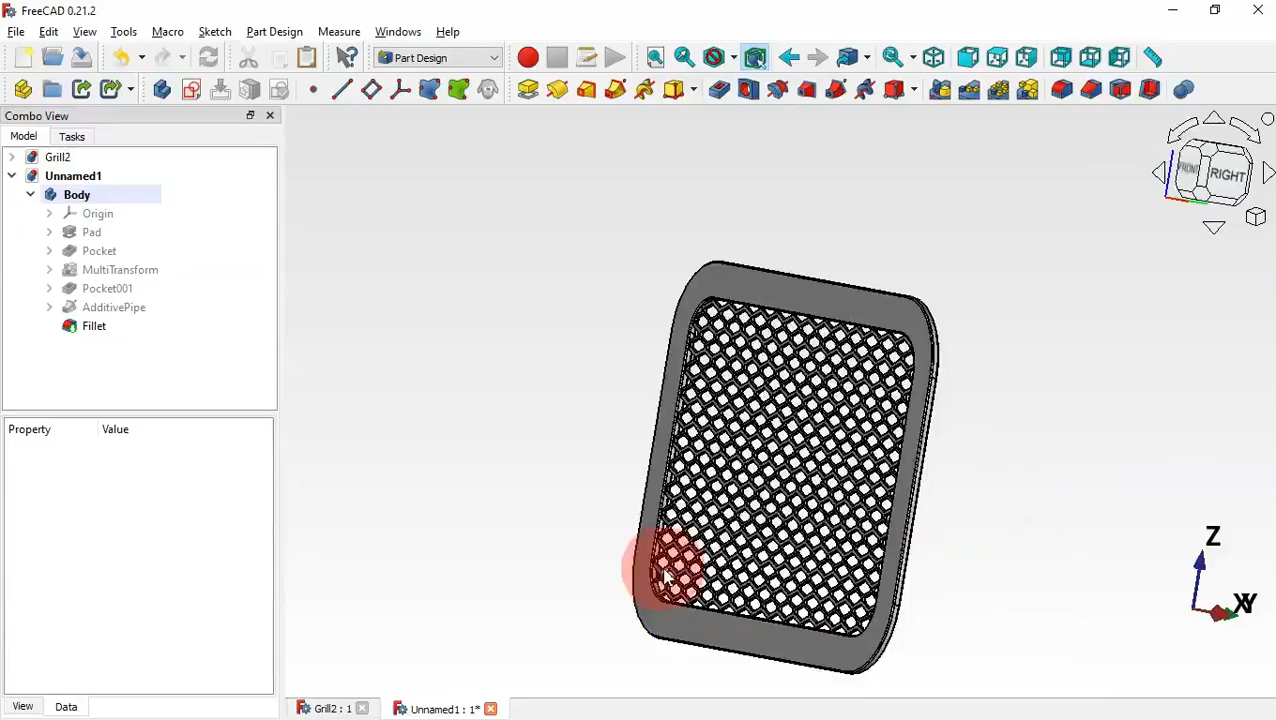 FreeCAD 0.21.2
File Edit View Tools Macro Sketch Part Design Measure Windows Help
Part Design
Combo View
Model Tasks
Grill2
Unnamed1
Body
Origin
Pad
Pocket
MultiTransform
Pocket001
AdditivePipe
Fillet
Property Value
View Data
Grill2 : 1
Unnamed1 : 1*
FRONT RIGHT
Z
X
Y